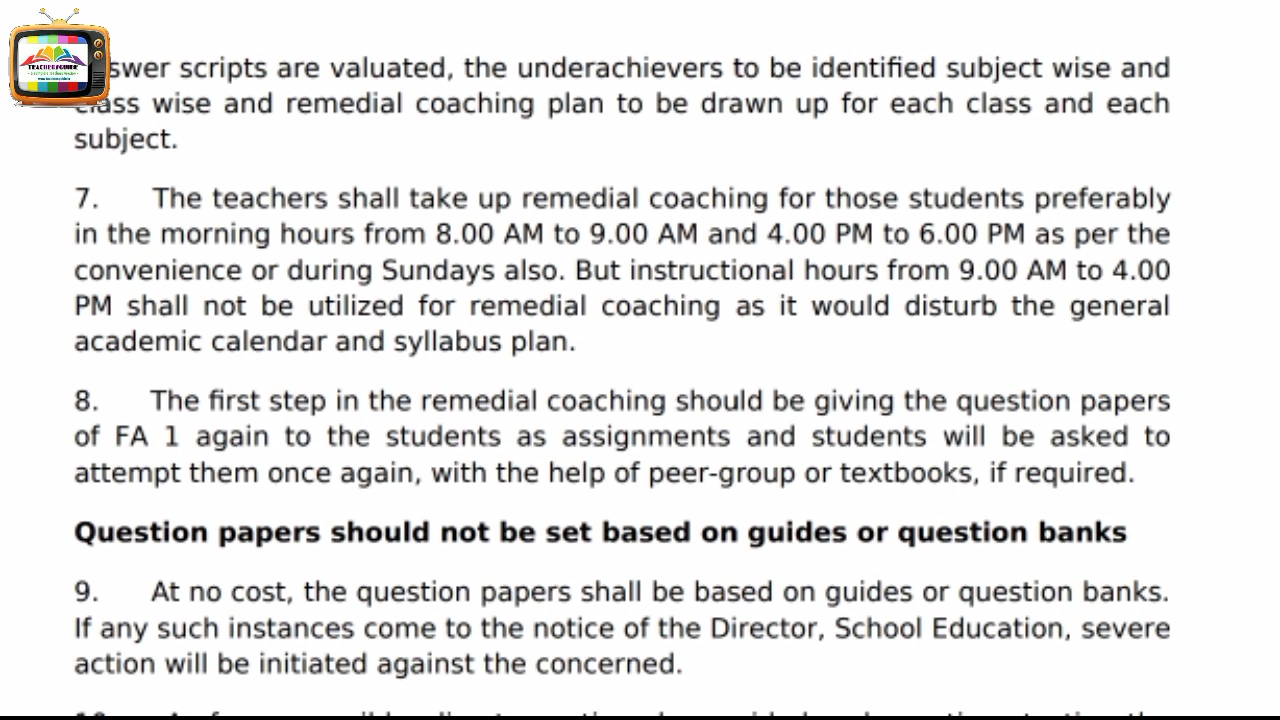 TEACHERSGUIDE
swer scripts are valuated, the underachievers to be identified subject wise and
class wise and remedial coaching plan to be drawn up for each class and each
subject.
7. The teachers shall take up remedial coaching for those students preferably
in the morning hours from 8.00 AM to 9.00 AM and 4.00 PM to 6.00 PM as per the
convenience or during Sundays also. But instructional hours from 9.00 AM to 4.00
PM shall not be utilized for remedial coaching as it would disturb the general
academic calendar and syllabus plan.
8. The first step in the remedial coaching should be giving the question papers
of FA 1 again to the students as assignments and students will be asked to
attempt them once again, with the help of peer-group or textbooks, if required.
Question papers should not be set based on guides or question banks
9. At no cost, the question papers shall be based on guides or question banks.
If any such instances come to the notice of the Director, School Education, severe
action will be initiated against the concerned.